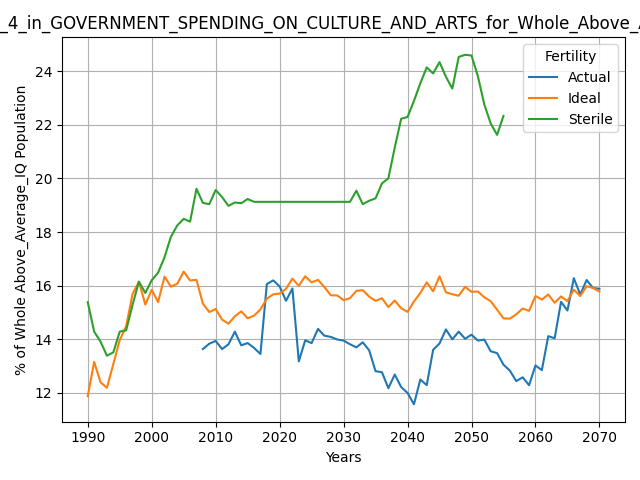 _4_in_GOVERNMENT_SPENDING_ON_CULTURE_AND_ARTS_for_Whole_Above_
Fertility
Actual
Ideal
Sterile
% of Whole Above_Average_IQ Population
24
22
20
18
16
14
12
1990 2000 2010 2020 2030 2040 2050 2060 2070
Years